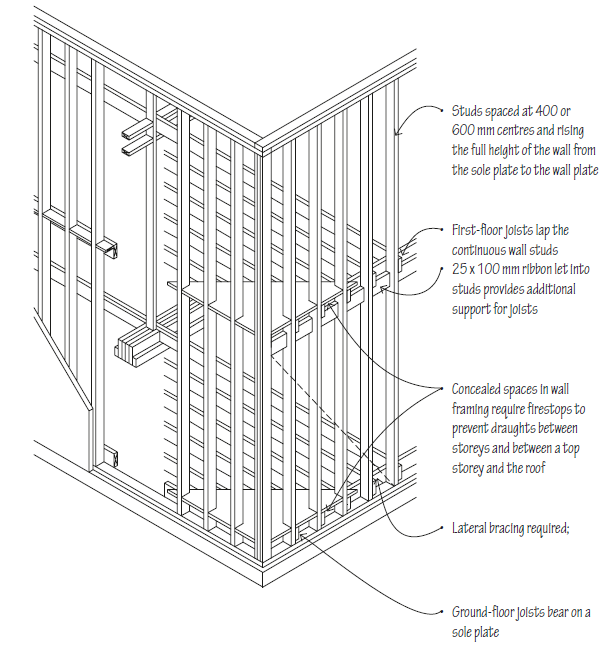 Studs spaced at 400 or
600 mm centres and rising
the full height of the wall from
the sole plate to the wall plate
First-floor joists lap the
continuous wall studs
25 x 100 mm ribbon let into
studs provides additional
support for joists
Concealed spaces in wall
framing require firestops to
prevent draughts between
storeys and between a top
storey and the roof
Lateral bracing required;
Ground-floor joists bear on a
sole plate